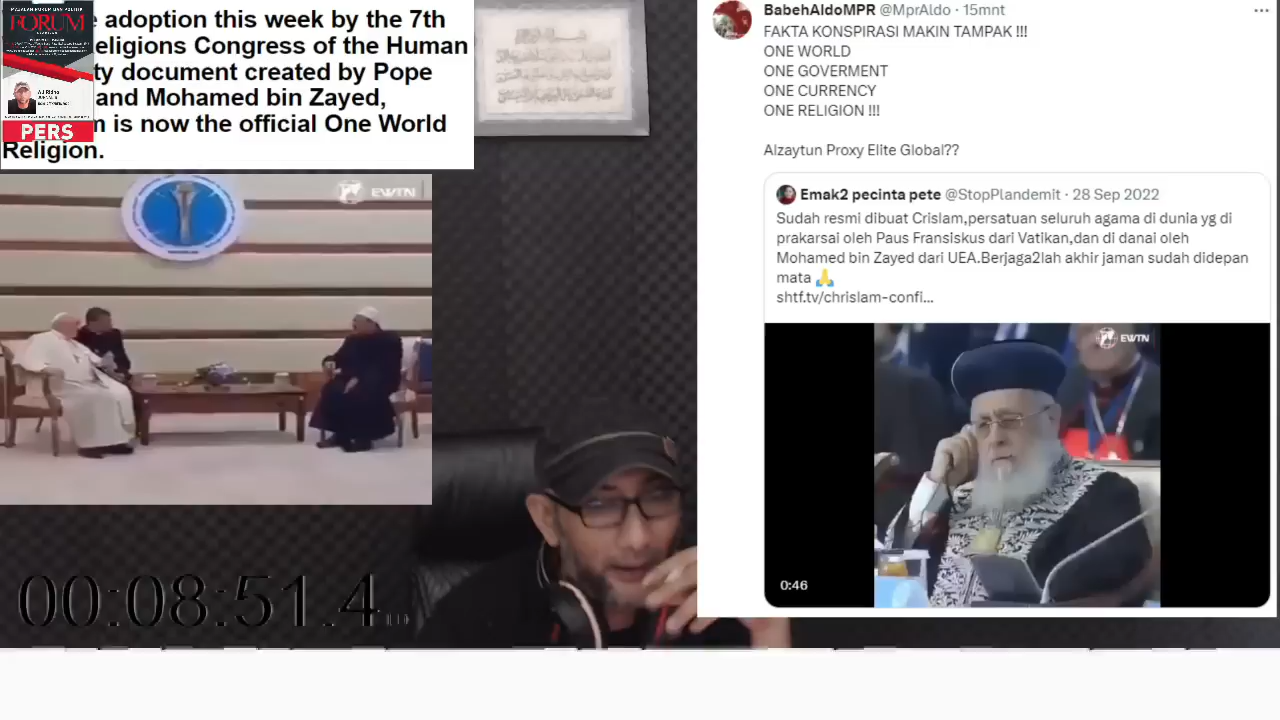 FORUM
PERS
e adoption this week by the 7th
eligions Congress of the Human
ty document created by Pope
and Mohamed bin Zayed,
m is now the official One World
Religion.
EWTN
00:08:51.4
BabehAldoMPR @MprAldo · 15mnt
FAKTA KONSPIRASI MAKIN TAMPAK !!!
ONE WORLD
ONE GOVERMENT
ONE CURRENCY
ONE RELIGION !!!
Alzaytun Proxy Elite Global??
Emak2 pecinta pete @StopPlandemit · 28 Sep 2022
Sudah resmi dibuat Crislam,persatuan seluruh agama di dunia yg di
prakarsai oleh Paus Fransiskus dari Vatikan,dan di danai oleh
Mohamed bin Zayed dari UEA.Berjaga2lah akhir jaman sudah didepan
mata 🙏
shtf.tv/chrislam-confi...
EWTN
0:46